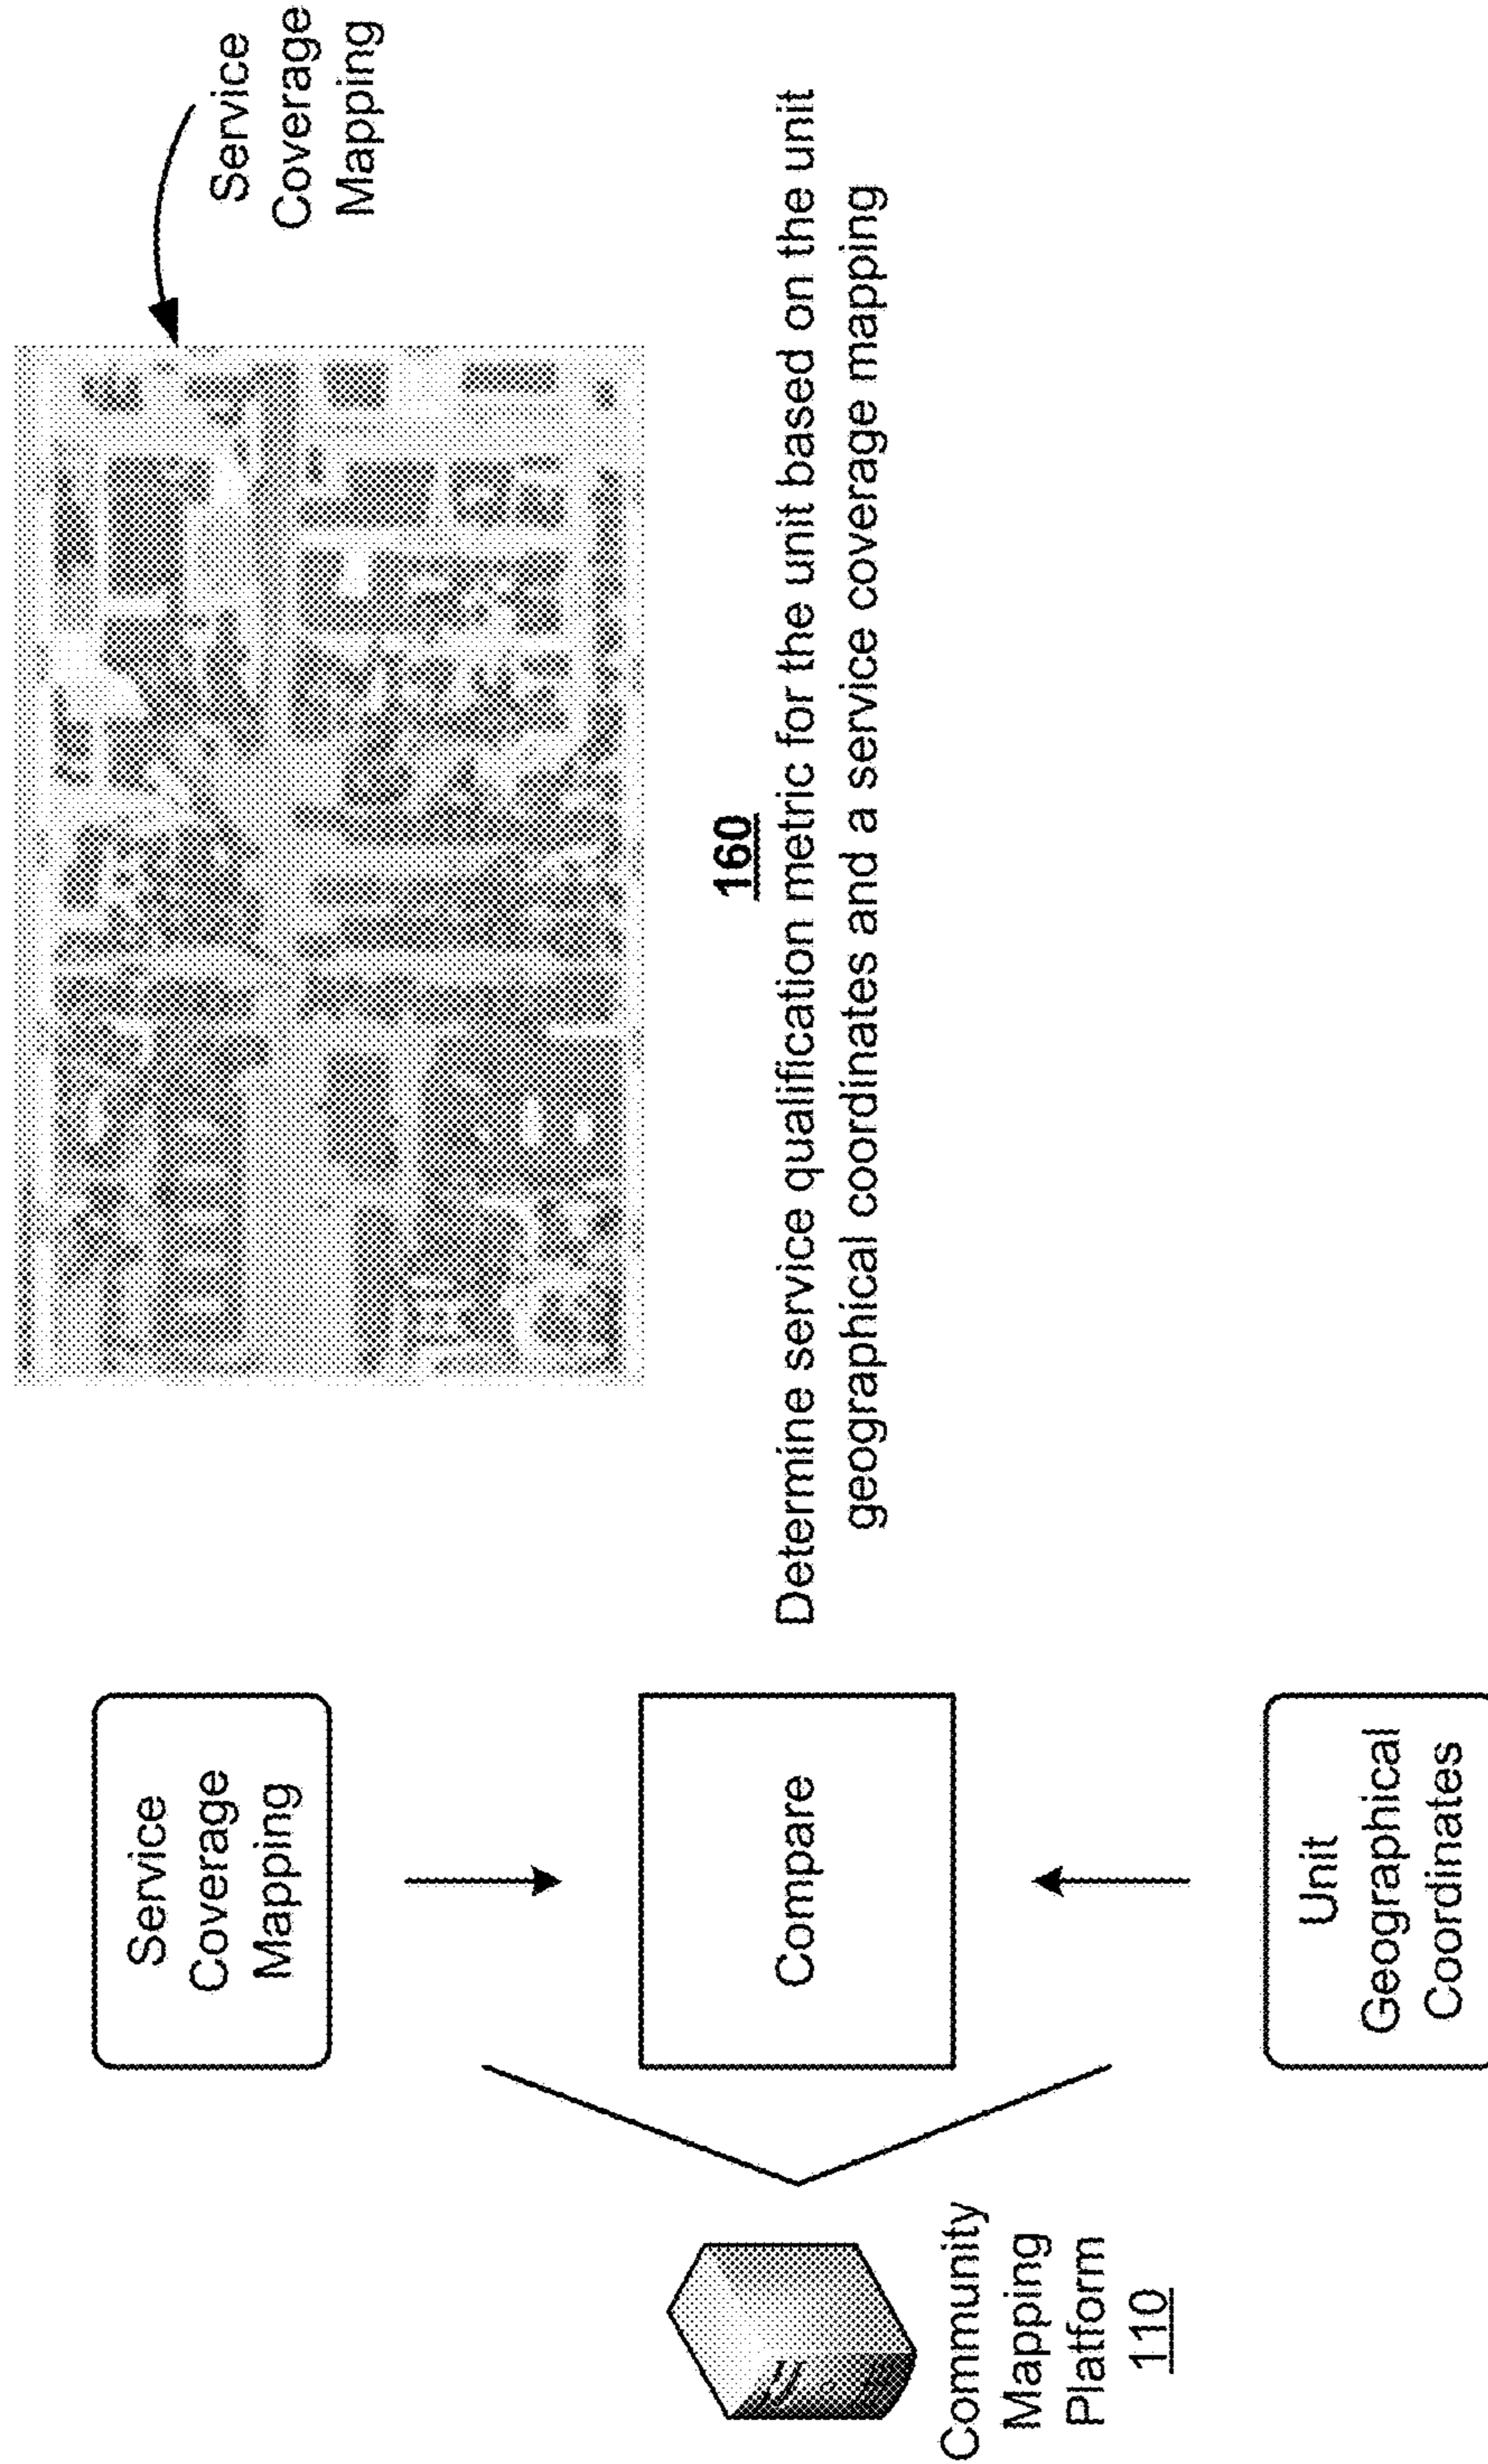 Service
Coverage
Mapping
Service
Coverage
Mapping
Compare
Unit
Geographical
Coordinates
Community
Mapping
Platform
110
160
Determine service qualification metric for the unit based on the unit
geographical coordinates and a service coverage mapping